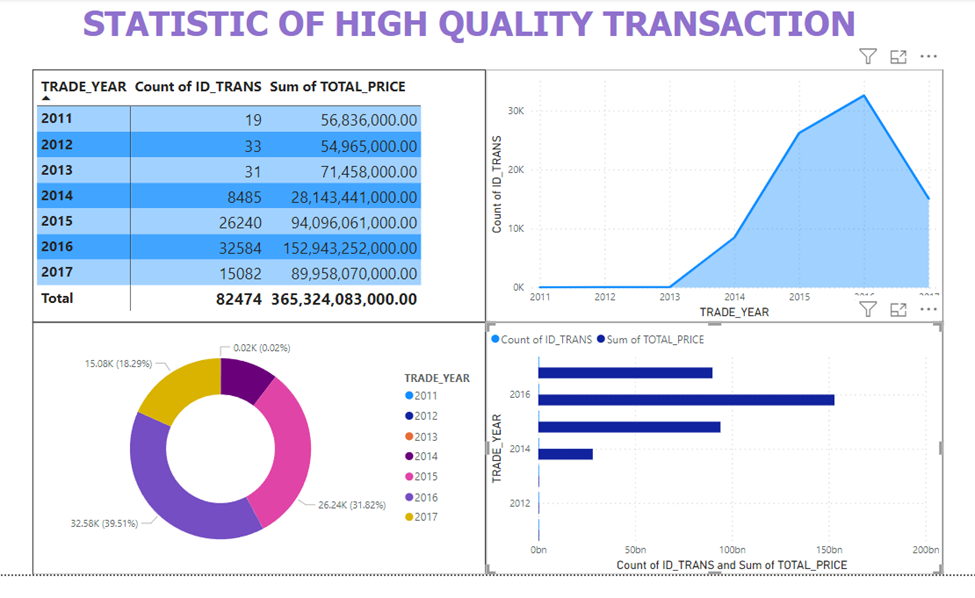 STATISTIC OF HIGH QUALITY TRANSACTION
TRADE_YEAR Count of ID_TRANS Sum of TOTAL_PRICE
2011 19 56,836,000.00
2012 33 54,965,000.00
2013 31 71,458,000.00
2014 8485 28,143,441,000.00
2015 26240 94,096,061,000.00
2016 32584 152,943,252,000.00
2017 15082 89,958,070,000.00
Total 82474 365,324,083,000.00
Count of ID_TRANS
30K
20K
10K
0K
2011 2012 2013 2014 2015 2016 2017
TRADE_YEAR
0.02K (0.02%)
15.08K (18.29%)
26.24K (31.82%)
32.58K (39.51%)
TRADE_YEAR
2011
2012
2013
2014
2015
2016
2017
Count of ID_TRANS Sum of TOTAL_PRICE
TRADE_YEAR
2016
2014
2012
0bn 50bn 100bn 150bn 200bn
Count of ID_TRANS and Sum of TOTAL_PRICE